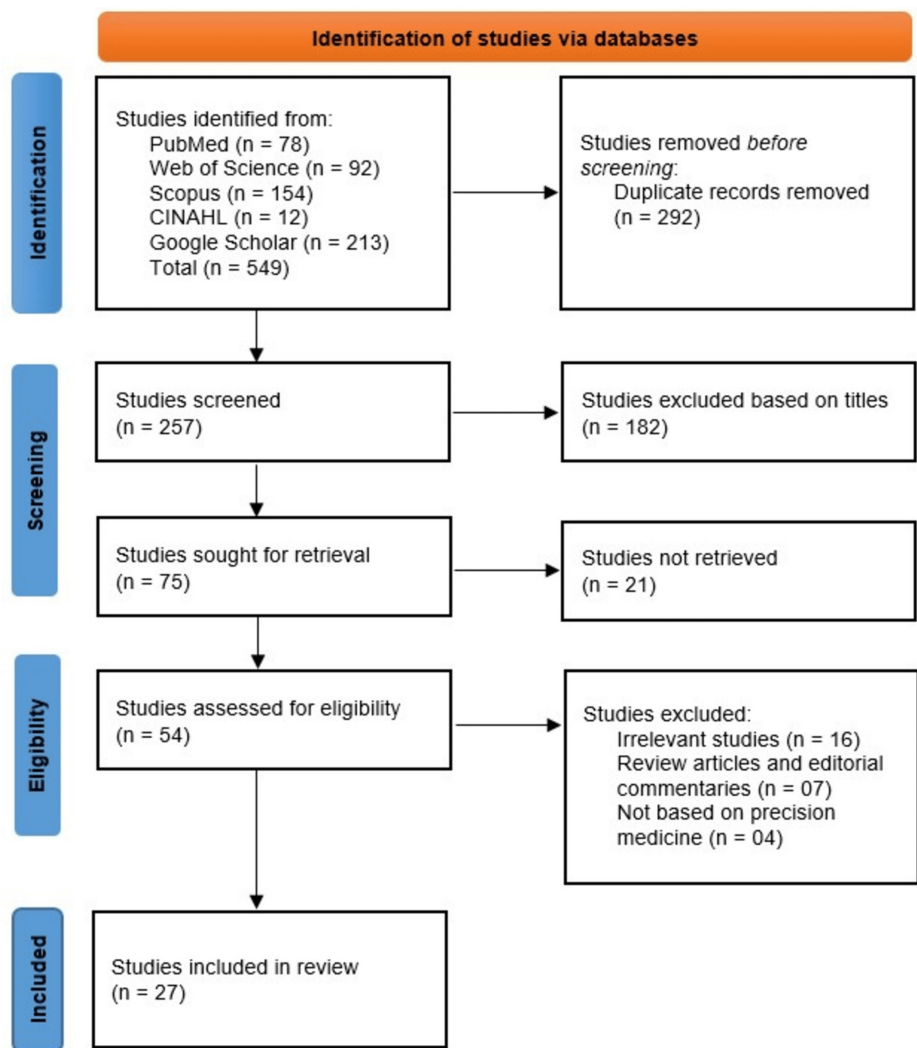 Identification of studies via databases
Identification
Studies identified from:
PubMed (n = 78)
Web of Science (n = 92)
Scopus (n = 154)
CINAHL (n = 12)
Google Scholar (n = 213)
Total (n = 549)
Studies removed before
screening:
Duplicate records removed
(n = 292)
Screening
Studies screened
(n = 257)
Studies excluded based on titles
(n = 182)
Studies sought for retrieval
(n = 75)
Studies not retrieved
(n = 21)
Eligibility
Studies assessed for eligibility
(n = 54)
Studies excluded:
Irrelevant studies (n = 16)
Review articles and editorial
commentaries (n = 07)
Not based on precision
medicine (n = 04)
Included
Studies included in review
(n = 27)